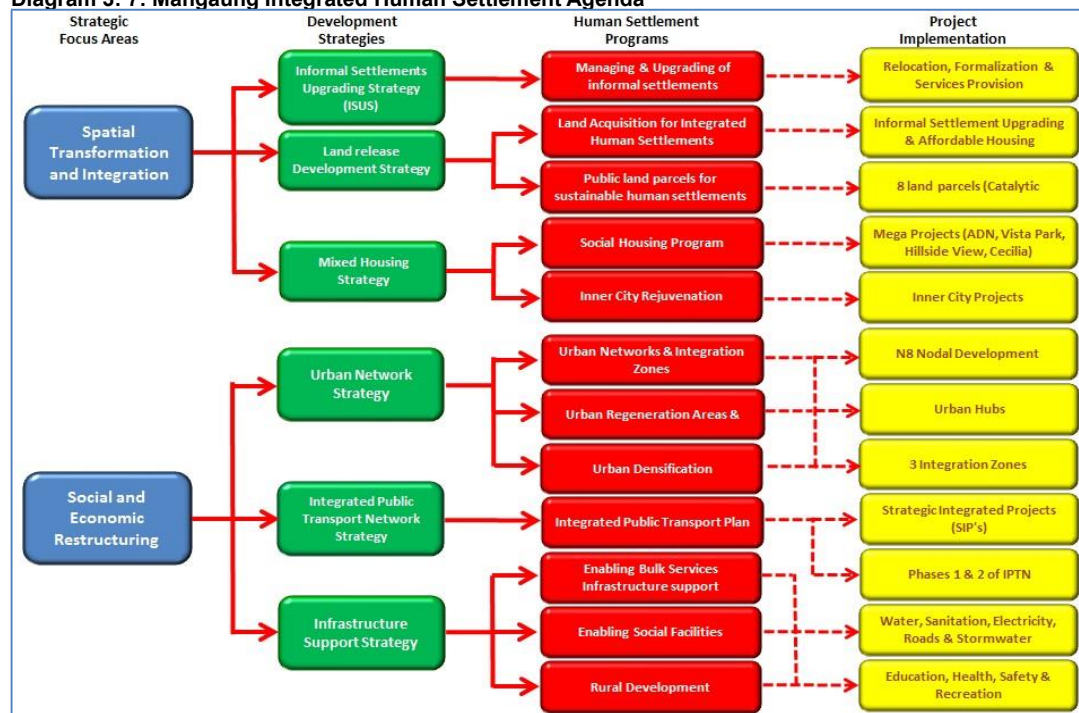 Diagram 5: 7: Mangaung Integrated Human Settlement Agenda
Strategic
Focus Areas
Development
Strategies
Human Settlement
Programs
Project
Implementation
Spatial
Transformation
and Integration
Informal Settlements
Upgrading Strategy
(ISUS)
Land release
Development Strategy
Mixed Housing
Strategy
Managing & Upgrading of
informal settlements
Land Acquisition for Integrated
Human Settlements
Public land parcels for
sustainable human settlements
Social Housing Program
Inner City Rejuvenation
Relocation, Formalization &
Services Provision
Informal Settlement Upgrading
& Affordable Housing
8 land parcels (Catalytic
Mega Projects (ADN, Vista Park,
Hillside View, Cecilia)
Inner City Projects
Social and
Economic
Restructuring
Urban Network
Strategy
Integrated Public
Transport Network
Strategy
Infrastructure
Support Strategy
Urban Networks & Integration
Zones
Urban Regeneration Areas &
Urban Densification
Integrated Public Transport Plan
Enabling Bulk Services
Infrastructure support
Enabling Social Facilities
Rural Development
N8 Nodal Development
Urban Hubs
3 Integration Zones
Strategic Integrated Projects
(SIP's)
Phases 1 & 2 of IPTN
Water, Sanitation, Electricity,
Roads & Stormwater
Education, Health, Safety &
Recreation